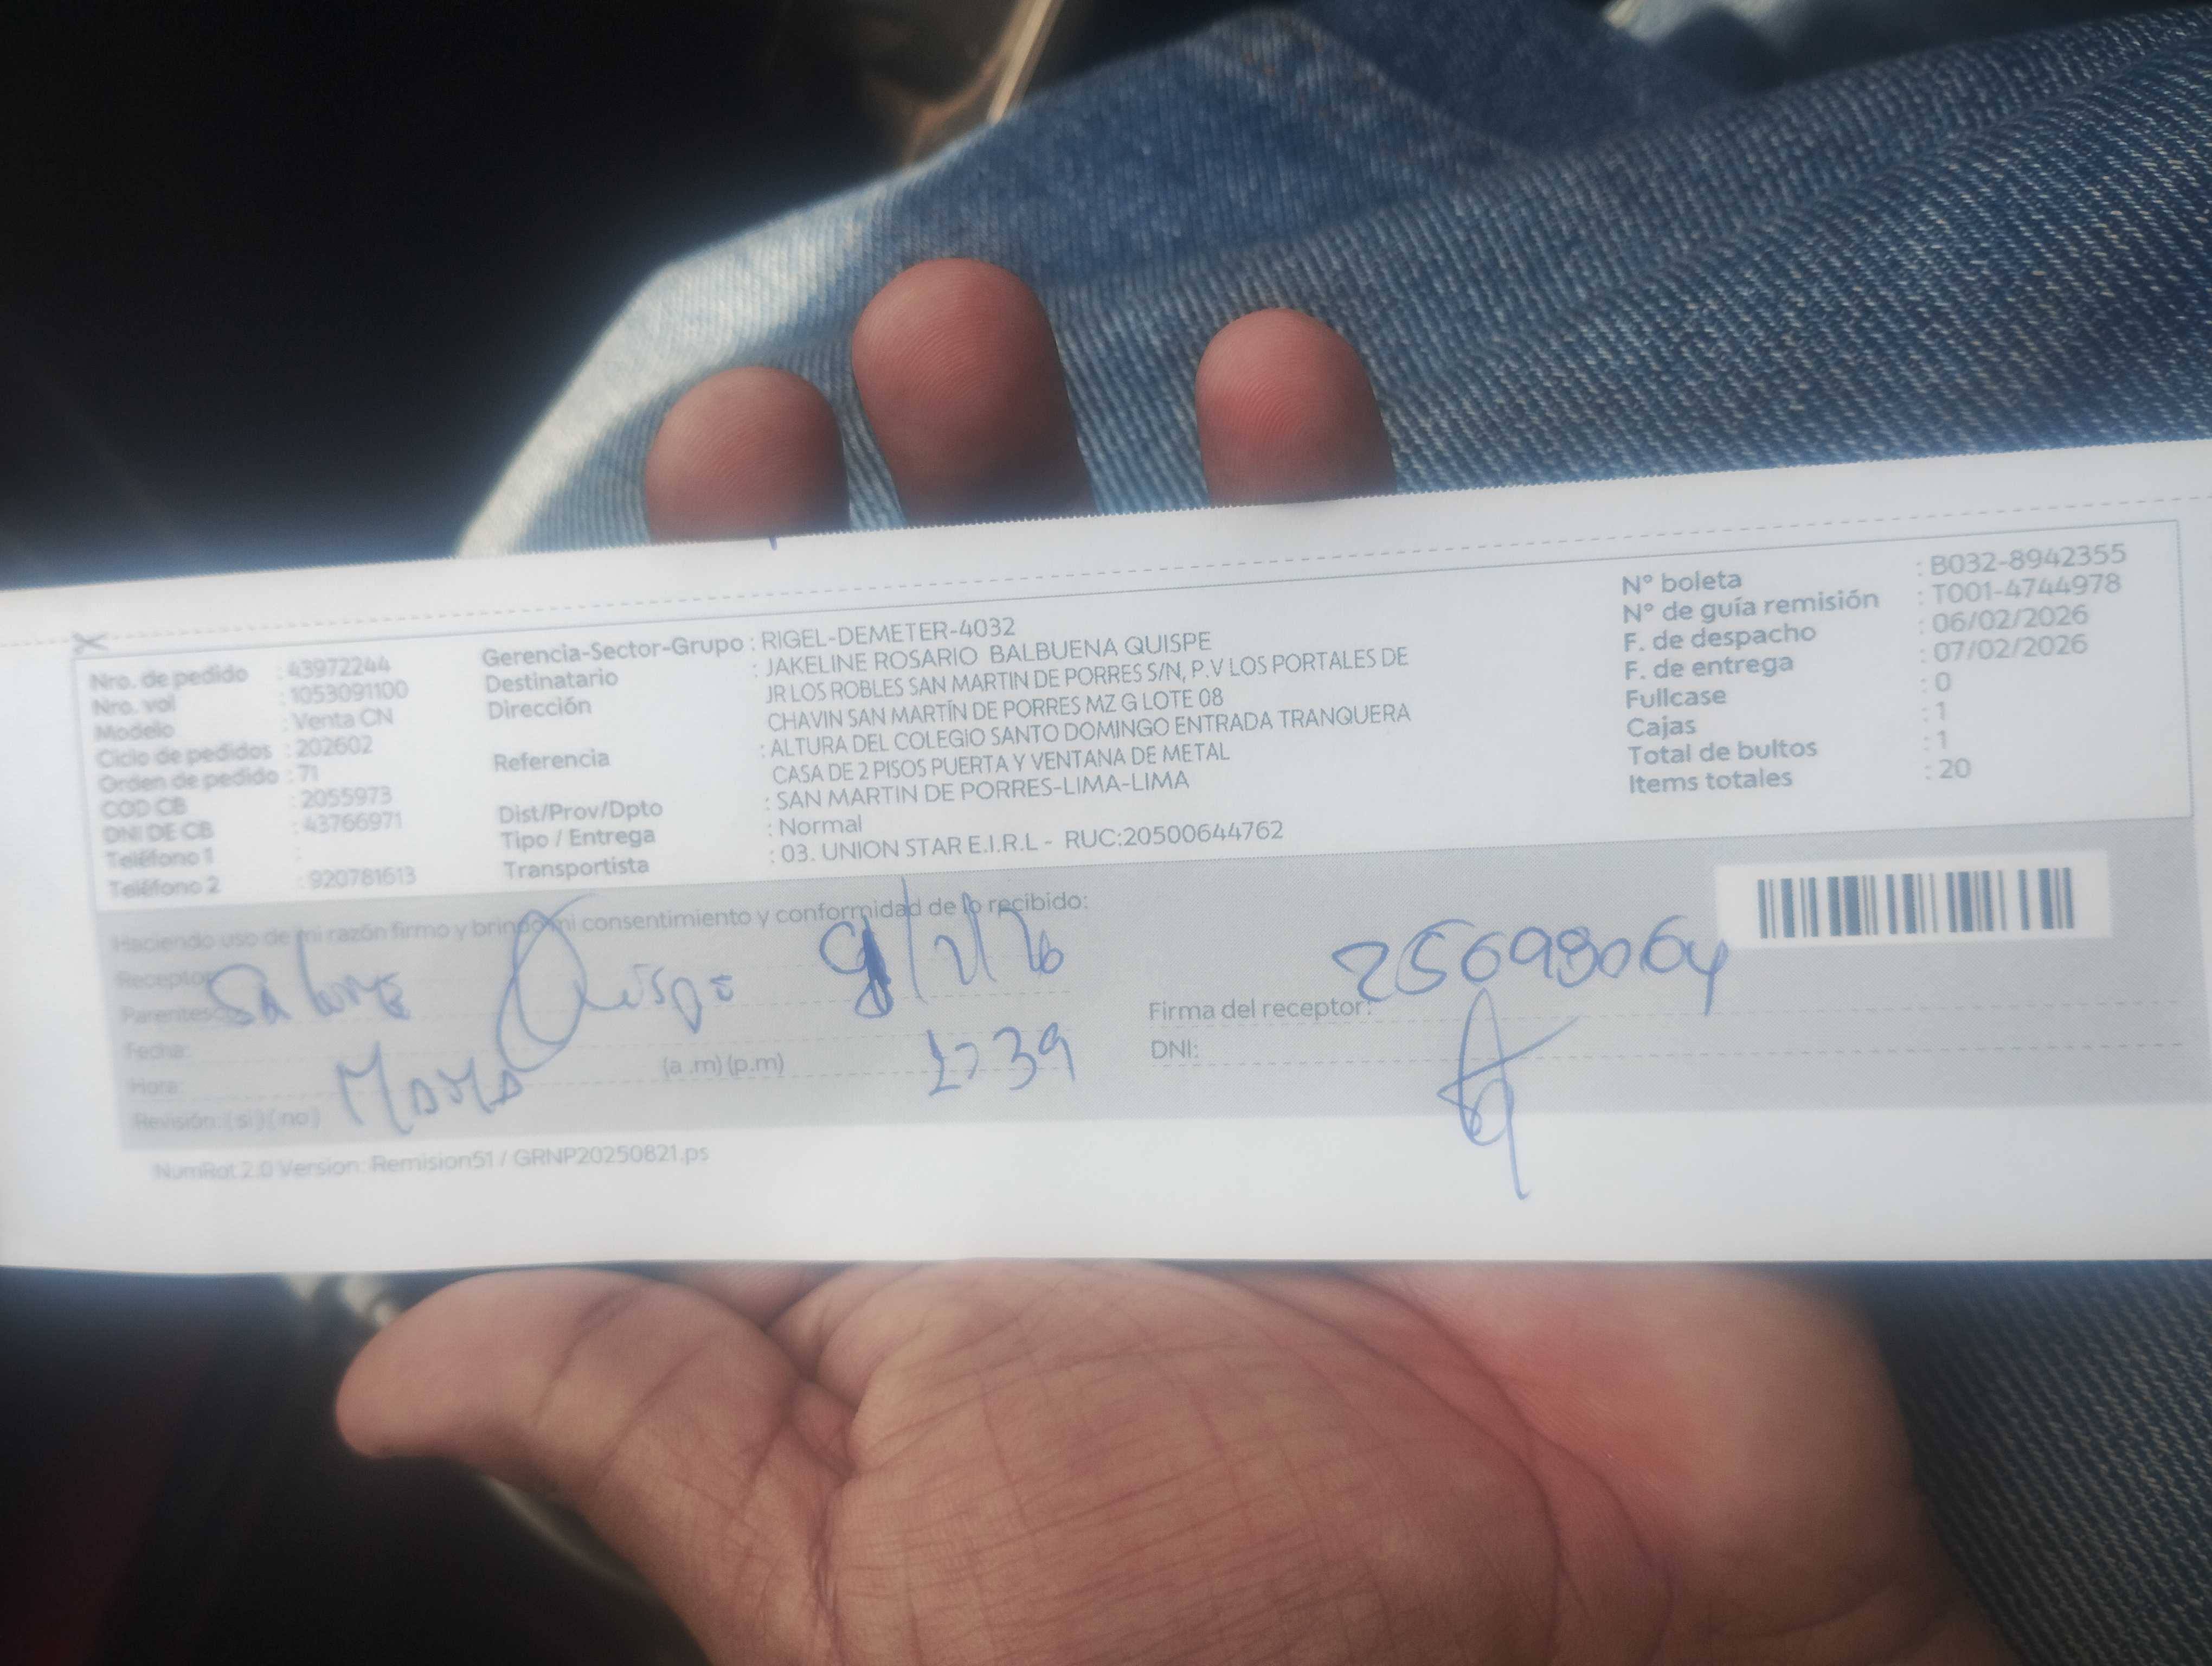 Nro. de pedido : 43972244
Nro. vol : 1053091100
Modelo : Venta CN
Ciclo de pedidos : 202602
Orden de pedido : 71
COD CB : 2055973
DNI DE CB : 43766971
Teléfono 1 :
Teléfono 2 : 920781613
Gerencia-Sector-Grupo : RIGEL-DEMETER-4032
Destinatario : JAKELINE ROSARIO BALBUENA QUISPE
Dirección JR LOS ROBLES SAN MARTIN DE PORRES S/N, P.V LOS PORTALES DE
CHAVIN SAN MARTÍN DE PORRES MZ G LOTE 08
Referencia : ALTURA DEL COLEGIO SANTO DOMINGO ENTRADA TRANQUERA
CASA DE 2 PISOS PUERTA Y VENTANA DE METAL
Dist/Prov/Dpto : SAN MARTIN DE PORRES-LIMA-LIMA
Tipo / Entrega : Normal
Transportista : 03. UNION STAR E.I.R.L - RUC:20500644762
N° boleta : B032-8942355
N° de guía remisión : T001-4744978
F. de despacho : 06/02/2026
F. de entrega : 07/02/2026
Fullcase : 0
Cajas : 1
Total de bultos : 1
Items totales : 20
Haciendo uso de mi razón firmo y brindo mi consentimiento y conformidad de lo recibido:
Receptor:
Parentesco:
Quispe
Fecha:
Hora: (a .m) (p.m)
Revisión: (si) (no)
Mama
Firma del receptor:
DNI:
NumRot 2.0 Version: Remision51 / GRNP20250821.ps